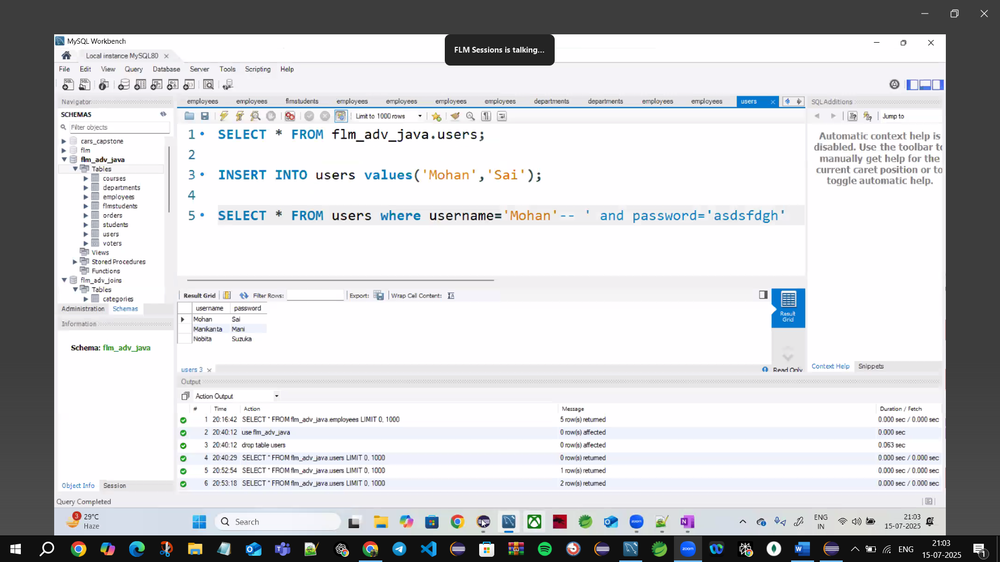 MySQL Workbench
FLM Sessions is talking...
Local instance MySQL80
File Edit View Query Database Server Tools Scripting Help
Navigator
employees employees flmstudents employees employees employees employees departments departments employees employees users
SQLAdditions
SCHEMAS
Filter objects
Limit to 1000 rows
Jump to
cars_capstone
flm
flm_adv_java
Tables
courses
departments
employees
flmstudents
orders
students
users
voters
Views
Stored Procedures
Functions
flm_adv_joins
Tables
categories
Administration Schemas
1 SELECT * FROM flm_adv_java.users;
2
3 INSERT INTO users values('Mohan','Sai');
4
5 SELECT * FROM users where username='Mohan'-- ' and password='asdsfdgh'
Automatic context help is
disabled. Use the toolbar to
manually get help for the
current caret position or to
toggle automatic help.
Result Grid Filter Rows: Export: Wrap Cell Content:
username password
Mohan Sai
Manikanta Mani
Nobita Suzuka
Result
Grid
users 3
Read Only
Context Help Snippets
Information
Schema: flm_adv_java
Object Info Session
Output
Action Output
# Time Action Message Duration / Fetch
1 20:16:42 SELECT * FROM flm_adv_java.employees LIMIT 0, 1000 5 row(s) returned 0.000 sec / 0.000 sec
2 20:40:12 use flm_adv_java 0 row(s) affected 0.000 sec
3 20:40:12 drop table users 0 row(s) affected 0.063 sec
4 20:40:29 SELECT * FROM flm_adv_java.users LIMIT 0, 1000 0 row(s) returned 0.000 sec / 0.000 sec
5 20:52:54 SELECT * FROM flm_adv_java.users LIMIT 0, 1000 1 row(s) returned 0.000 sec / 0.000 sec
6 20:53:18 SELECT * FROM flm_adv_java.users LIMIT 0, 1000 2 row(s) returned 0.000 sec / 0.000 sec
Query Completed
3
29°C
Haze
Search
zoom
ENG
IN
21:03
15-07-2025
zoom
ENG
21:03
15-07-2025
1